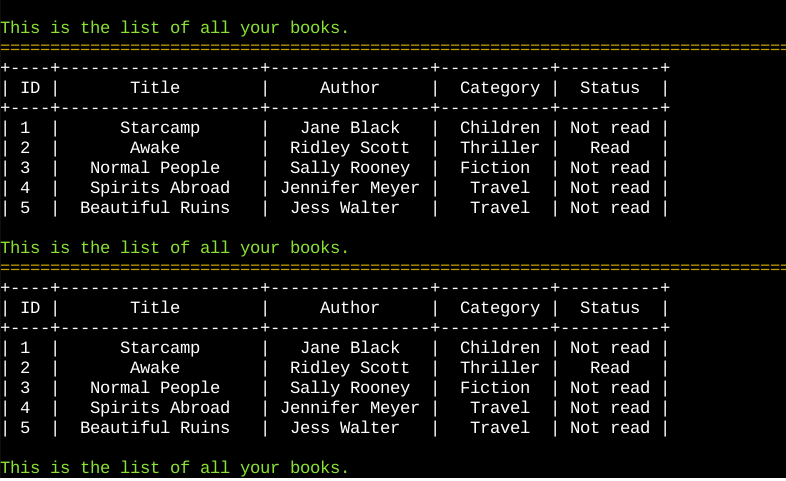 This is the list of all your books.
===============================================================================
+----+--------------------+----------------+-----------+----------+
| ID |       Title        |     Author     |  Category |  Status  |
+----+--------------------+----------------+-----------+----------+
| 1  |      Starcamp      |   Jane Black   |  Children | Not read |
| 2  |       Awake        |  Ridley Scott  |  Thriller |   Read   |
| 3  |   Normal People    |  Sally Rooney  |  Fiction  | Not read |
| 4  |   Spirits Abroad   | Jennifer Meyer |   Travel  | Not read |
| 5  |  Beautiful Ruins   |  Jess Walter   |   Travel  | Not read |

This is the list of all your books.
===============================================================================
+----+--------------------+----------------+-----------+----------+
| ID |       Title        |     Author     |  Category |  Status  |
+----+--------------------+----------------+-----------+----------+
| 1  |      Starcamp      |   Jane Black   |  Children | Not read |
| 2  |       Awake        |  Ridley Scott  |  Thriller |   Read   |
| 3  |   Normal People    |  Sally Rooney  |  Fiction  | Not read |
| 4  |   Spirits Abroad   | Jennifer Meyer |   Travel  | Not read |
| 5  |  Beautiful Ruins   |  Jess Walter   |   Travel  | Not read |

This is the list of all your books.